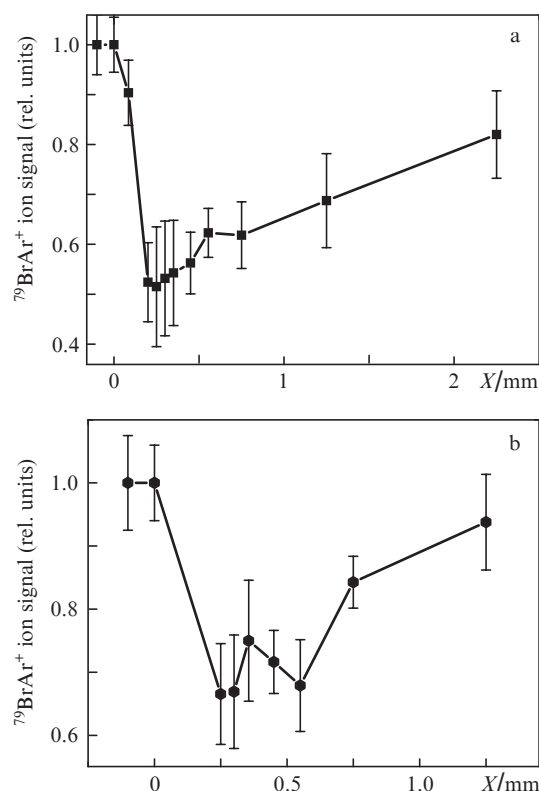 a
⁷⁹BrAr⁺ ion signal (rel. units)
1.0
0.8
0.6
0.4
0 1 2 X/mm
b
⁷⁹BrAr⁺ ion signal (rel. units)
1.0
0.8
0.6
0 0.5 1.0 X/mm